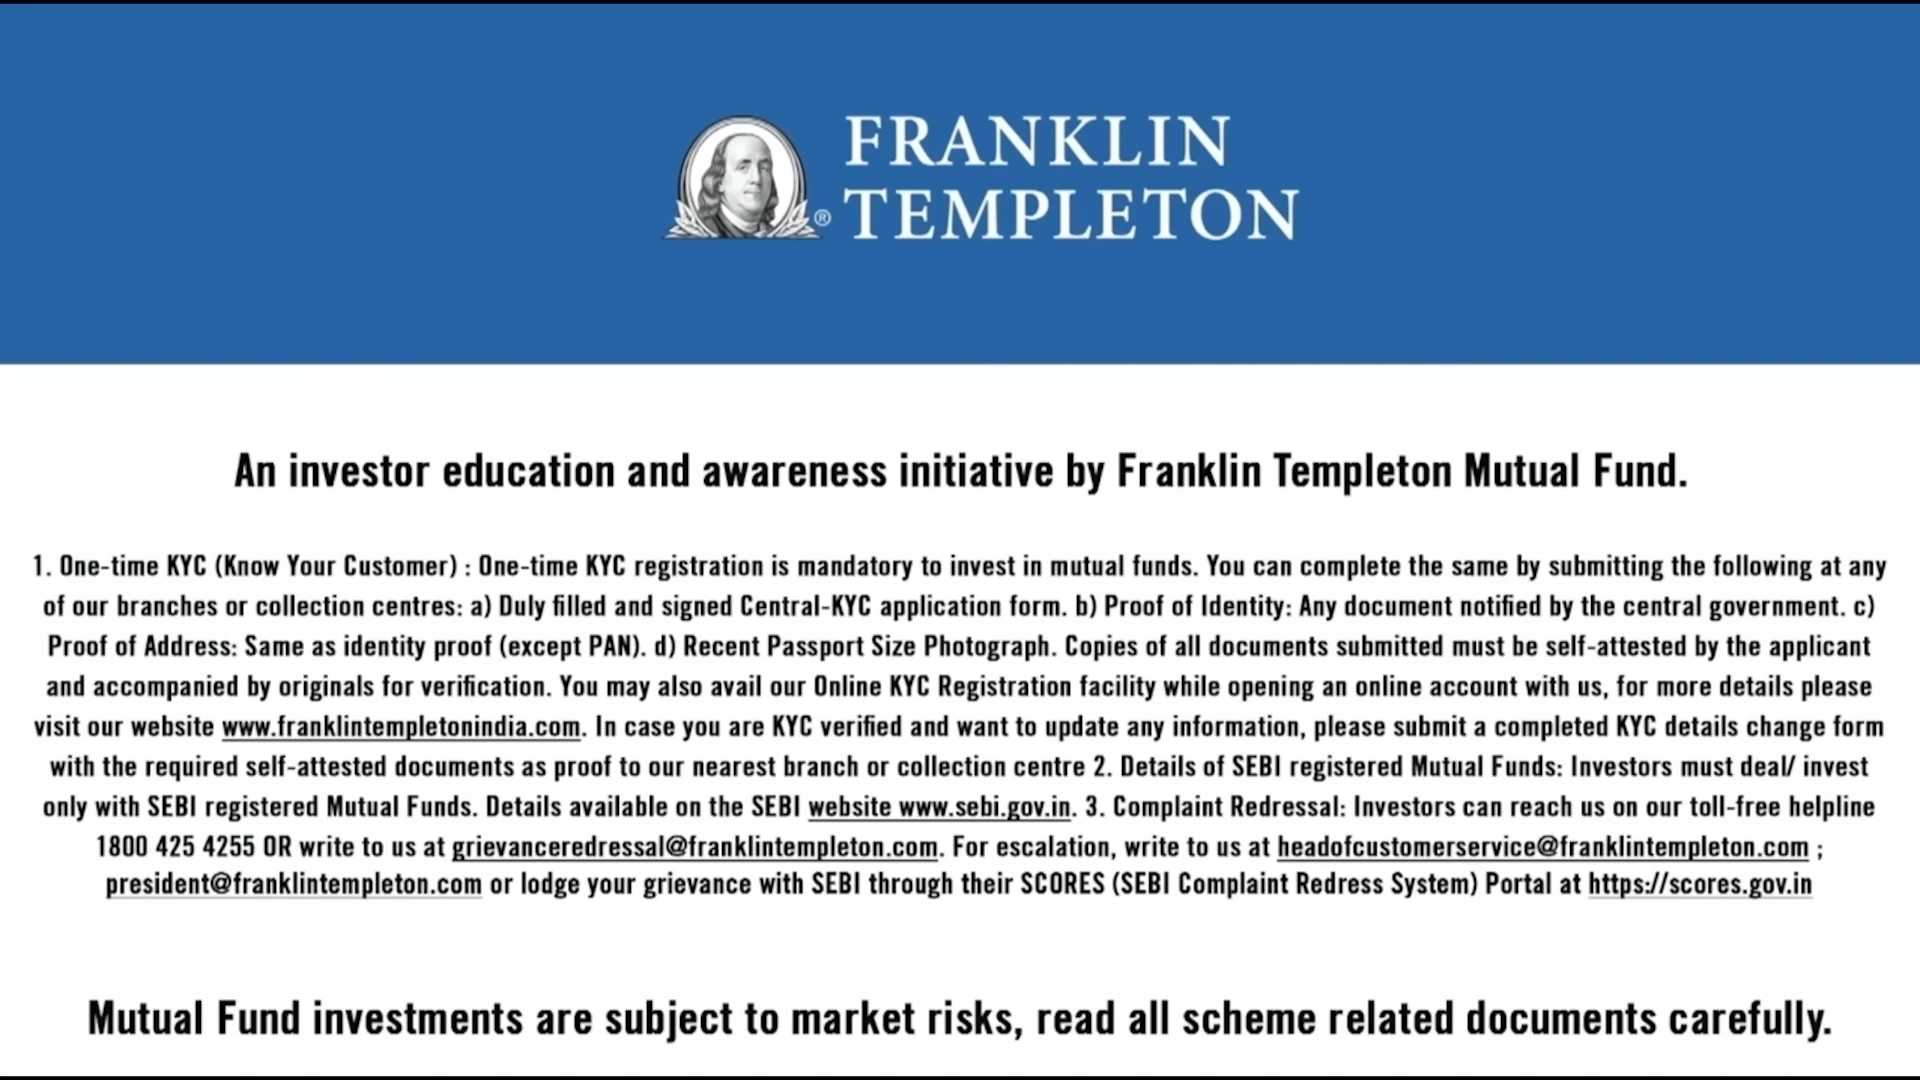 FRANKLIN
TEMPLETON
®
An investor education and awareness initiative by Franklin Templeton Mutual Fund.
1. One-time KYC (Know Your Customer) : One-time KYC registration is mandatory to invest in mutual funds. You can complete the same by submitting the following at any
of our branches or collection centres: a) Duly filled and signed Central-KYC application form. b) Proof of Identity: Any document notified by the central government. c)
Proof of Address: Same as identity proof (except PAN). d) Recent Passport Size Photograph. Copies of all documents submitted must be self-attested by the applicant
and accompanied by originals for verification. You may also avail our Online KYC Registration facility while opening an online account with us, for more details please
visit our website www.franklintempletonindia.com. In case you are KYC verified and want to update any information, please submit a completed KYC details change form
with the required self-attested documents as proof to our nearest branch or collection centre 2. Details of SEBI registered Mutual Funds: Investors must deal/ invest
only with SEBI registered Mutual Funds. Details available on the SEBI website www.sebi.gov.in. 3. Complaint Redressal: Investors can reach us on our toll-free helpline
1800 425 4255 OR write to us at grievanceredressal@franklintempleton.com. For escalation, write to us at headofcustomerservice@franklintempleton.com ;
president@franklintempleton.com or lodge your grievance with SEBI through their SCORES (SEBI Complaint Redress System) Portal at https://scores.gov.in
Mutual Fund investments are subject to market risks, read all scheme related documents carefully.